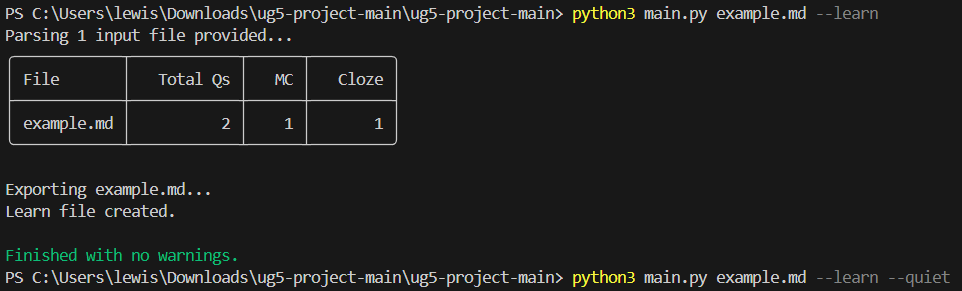 PS C:\Users\lewis\Downloads\ug5-project-main\ug5-project-main> python3 main.py example.md --learn
Parsing 1 input file provided...
File Total Qs MC Cloze
example.md 2 1 1
Exporting example.md...
Learn file created.
Finished with no warnings.
PS C:\Users\lewis\Downloads\ug5-project-main\ug5-project-main> python3 main.py example.md --learn --quiet